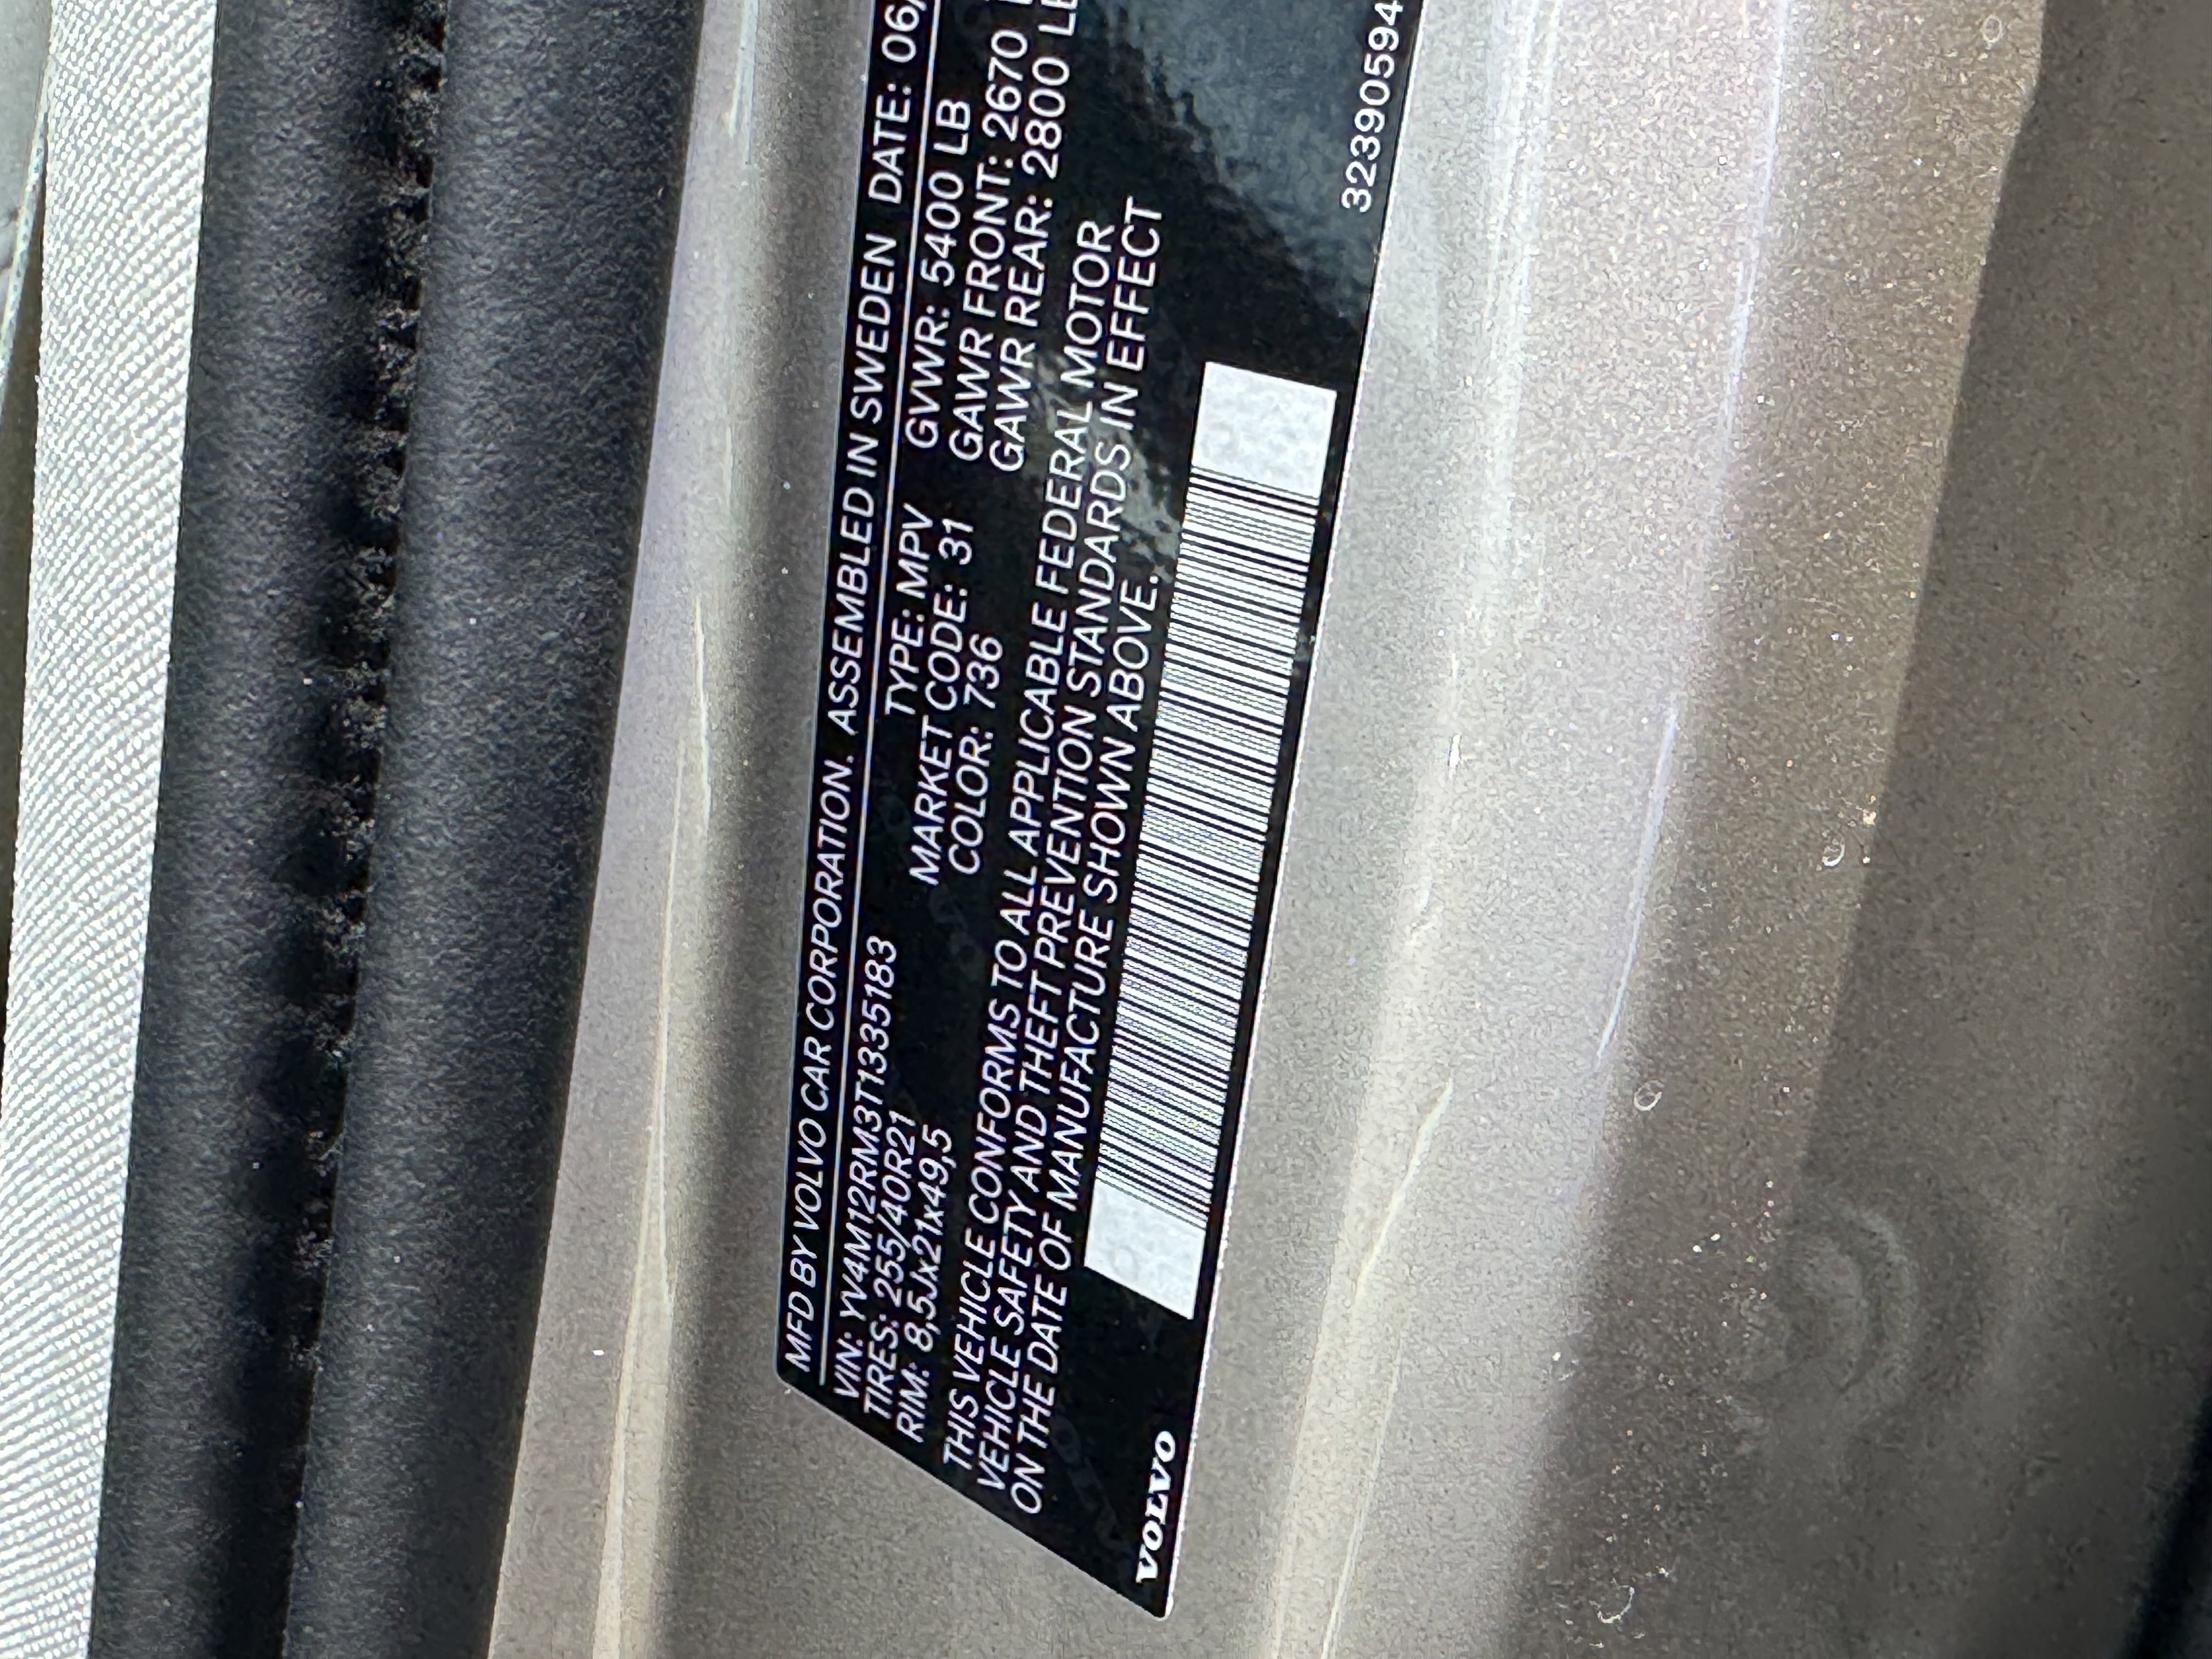 MFD BY VOLVO CAR CORPORATION. ASSEMBLED IN SWEDEN DATE: 06/
VIN: YV4M12RM3T1335183 TYPE: MPV GVWR: 5400 LB
TIRES: 255/40R21 MARKET CODE: 31 GAWR FRONT: 2670
RIM: 8,5Jx21x49,5 COLOR: 736 GAWR REAR: 2800 LB
THIS VEHICLE CONFORMS TO ALL APPLICABLE FEDERAL MOTOR
VEHICLE SAFETY AND THEFT PREVENTION STANDARDS IN EFFECT
ON THE DATE OF MANUFACTURE SHOWN ABOVE.
VOLVO
32390594